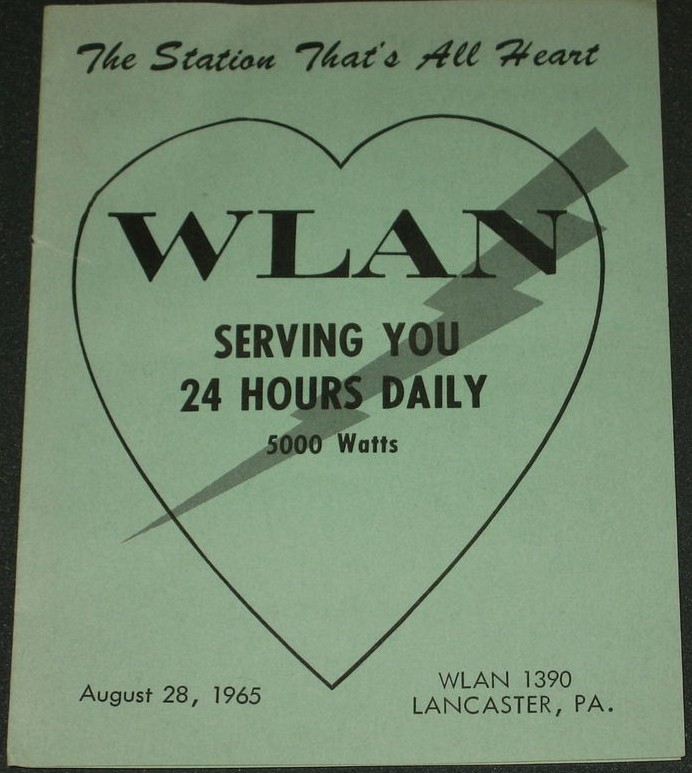 The Station That's All Heart
WLAN
SERVING YOU
24 HOURS DAILY
5000 Watts
August 28, 1965
WLAN 1390
LANCASTER, PA.